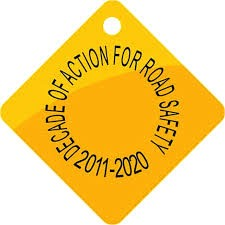 DECADE OF ACTION FOR ROAD SAFETY
2011-2020